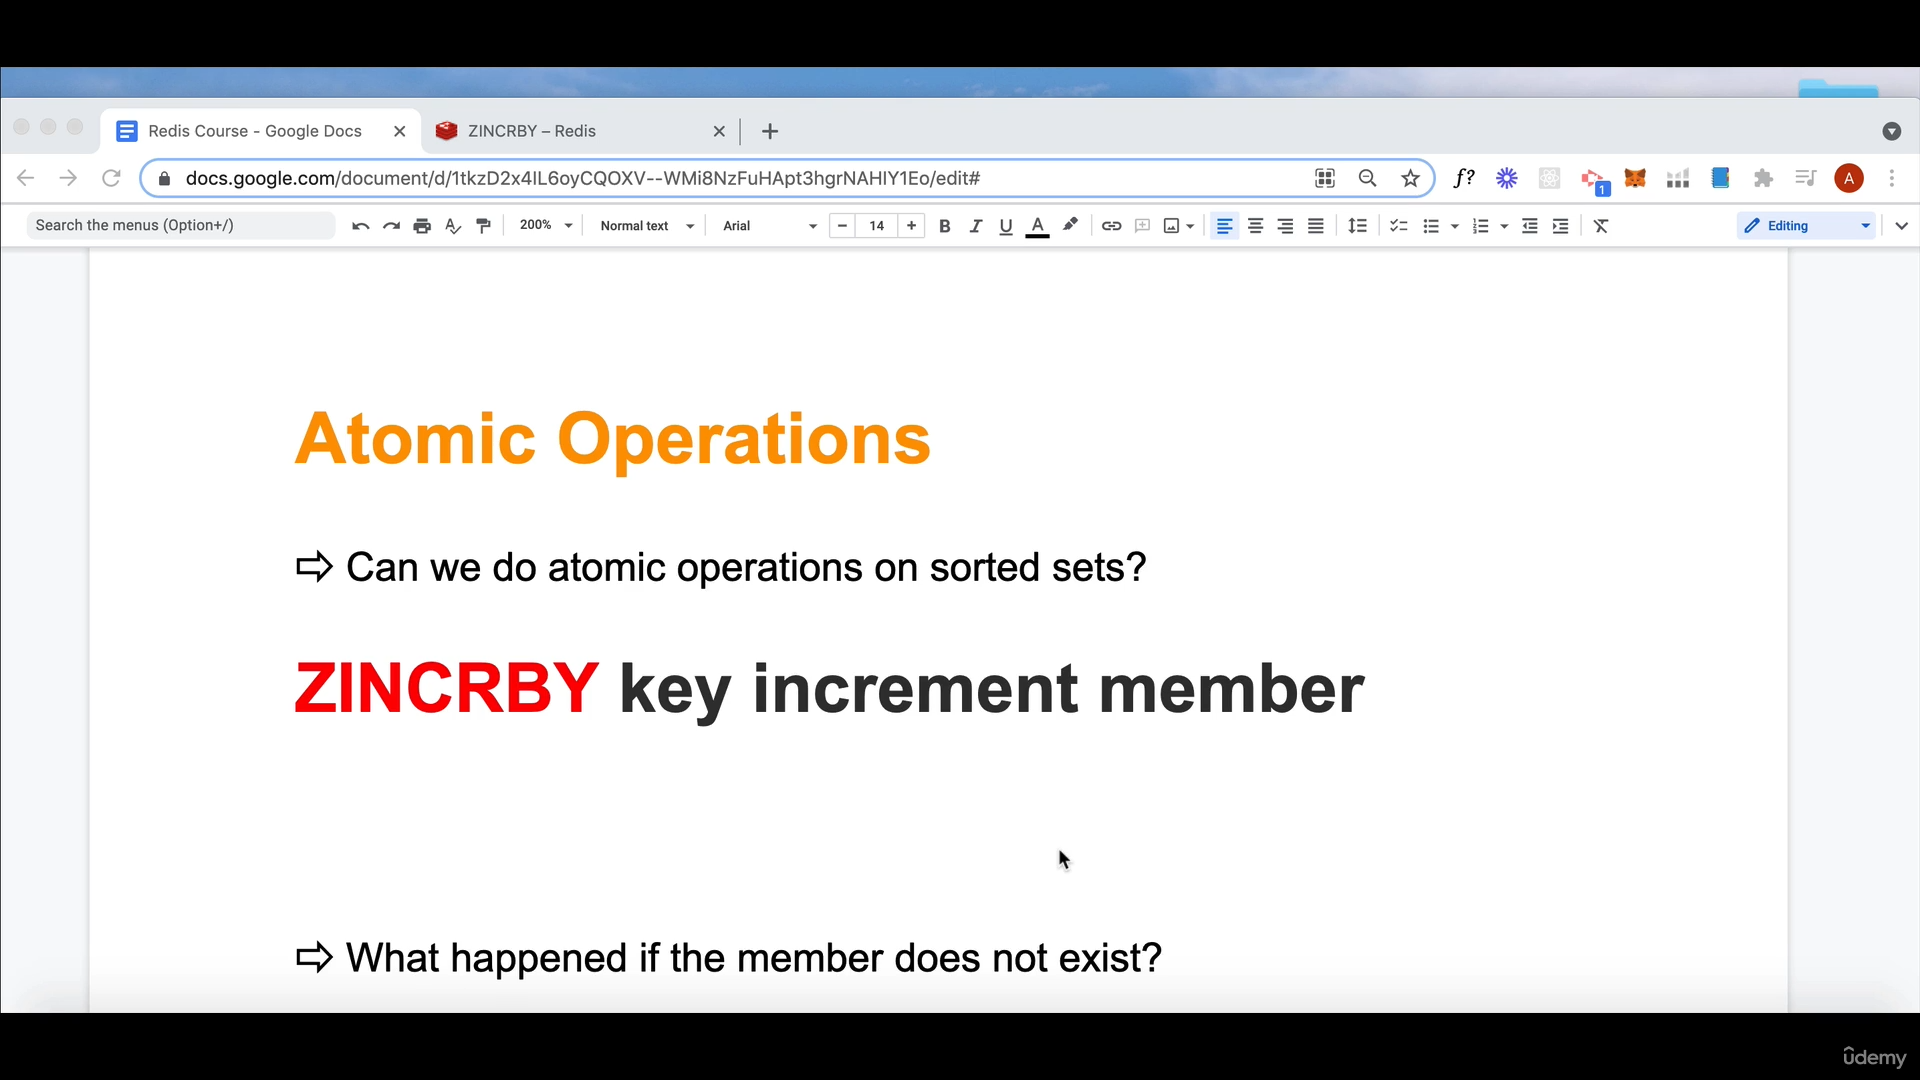 Redis Course - Google Docs
ZINCRBY – Redis
docs.google.com/document/d/1tkzD2x4lL6oyCQOXV--WMi8NzFuHApt3hgrNAHIY1Eo/edit#
f?
1
A
Search the menus (Option+/)
200%
Normal text
Arial
14
B
I
U
A
Editing
Atomic Operations
⇨ Can we do atomic operations on sorted sets?
ZINCRBY key increment member
⇨ What happened if the member does not exist?
ûdemy